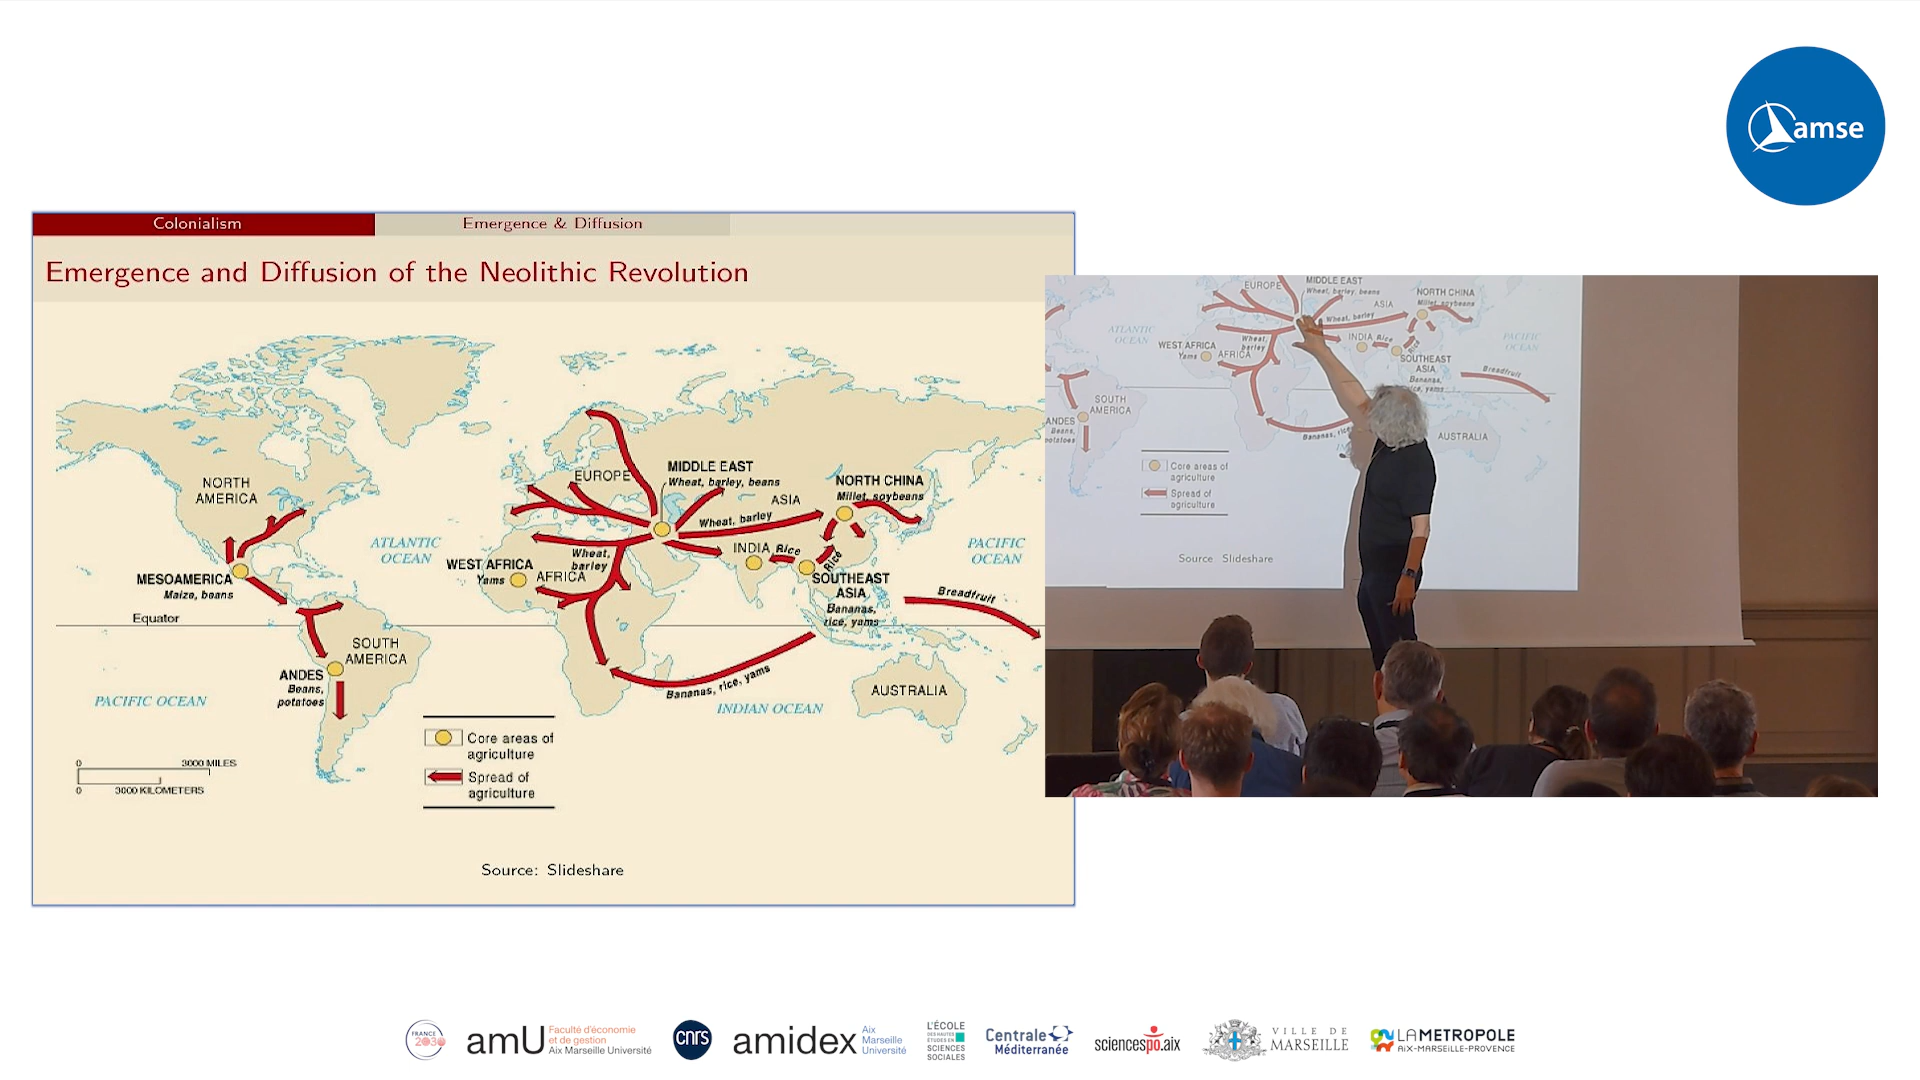 amse
Colonialism
Emergence & Diffusion
Emergence and Diffusion of the Neolithic Revolution
NORTH
AMERICA
MESOAMERICA
Maize, beans
Equator
ATLANTIC
OCEAN
SOUTH
AMERICA
ANDES
Beans,
potatoes
PACIFIC OCEAN
0 3000 MILES
0 3000 KILOMETERS
EUROPE
MIDDLE EAST
Wheat, barley, beans
ASIA
NORTH CHINA
Millet, soybeans
Wheat, barley
WEST AFRICA
Yams
AFRICA
Wheat,
barley
INDIA
Rice
Rice
SOUTHEAST
ASIA
Bananas,
rice, yams
PACIFIC
OCEAN
Breadfruit
Bananas, rice, yams
INDIAN OCEAN
AUSTRALIA
Core areas of
agriculture
Spread of
agriculture
Source: Slideshare
EUROPE
MIDDLE EAST
Wheat, barley, beans
ASIA
NORTH CHINA
Millet, soybeans
ATLANTIC
OCEAN
Wheat, barley
WEST AFRICA
Yams
AFRICA
Wheat,
barley
INDIA
Rice
SOUTHEAST
ASIA
Bananas,
rice, yams
PACIFIC
OCEAN
Breadfruit
SOUTH
AMERICA
ANDES
Beans,
potatoes
Bananas, rice
AUSTRALIA
Core areas of
agriculture
Spread of
agriculture
Source: Slideshare
FRANCE
2030
amU
Faculté d'économie
et de gestion
Aix Marseille Université
cnrs
amidex
Aix
Marseille
Université
L'ÉCOLE
DES HAUTES
ÉTUDES EN
SCIENCES
SOCIALES
Centrale
Méditerranée
sciencespo.aix
VILLE DE
MARSEILLE
LAMETROPOLE
AIX-MARSEILLE-PROVENCE